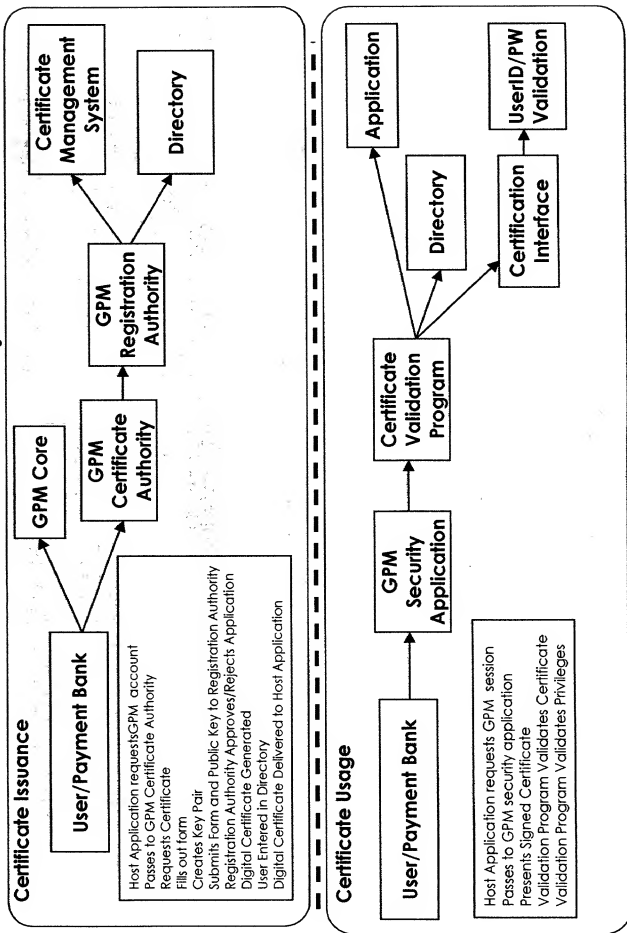 Certificate Issuance
User/Payment Bank
GPM Core
GPM
Certificate
Authority
GPM
Registration
Authority
Certificate
Management
System
Directory
Host Application requestsGPM account
Passes to GPM Certificate Authority
Requests Certificate
Fills out form
Creates Key Pair
Submits Form and Public Key to Registration Authority
Registration Authority Approves/Rejects Application
Digital Certificate Generated
User Entered in Directory
Digital Certificate Delivered to Host Application
Certificate Usage
User/Payment Bank
GPM
Security
Application
Certificate
Validation
Program
Application
Directory
Certification
Interface
UserID/PW
Validation
Host Application requests GPM session
Passes to GPM security application
Presents Signed Certificate
Validation Program Validates Certificate
Validation Program Validates Privileges